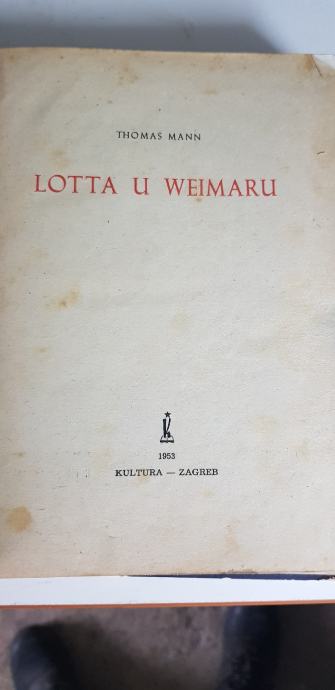 THOMAS MANN
LOTTA U WEIMARU
K
1953
KULTURA — ZAGREB